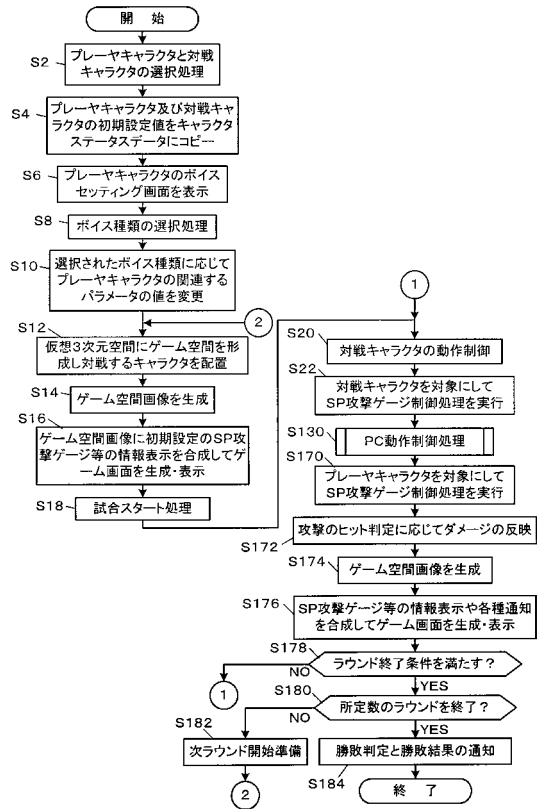 開 始
S2
プレーヤキャラクタと対戦
キャラクタの選択処理
S4
プレーヤキャラクタ及び対戦キャ
ラクタの初期設定値をキャラクタ
ステータスデータにコピー
S6
プレーヤキャラクタのボイス
セッティング画面を表示
S8
ボイス種類の選択処理
S10
選択されたボイス種類に応じて
プレーヤキャラクタの関連する
パラメータの値を変更
2
S12
仮想3次元空間にゲーム空間を形
成し対戦するキャラクタを配置
S14
ゲーム空間画像を生成
S16
ゲーム空間画像に初期設定のSP攻
撃ゲージ等の情報表示を合成してゲ
ーム画面を生成・表示
S18
試合スタート処理
1
S20
対戦キャラクタの動作制御
S22
対戦キャラクタを対象にして
SP攻撃ゲージ制御処理を実行
S130
PC動作制御処理
S170
プレーヤキャラクタを対象にして
SP攻撃ゲージ制御処理を実行
攻撃のヒット判定に応じてダメージの反映
S172
S174
ゲーム空間画像を生成
S176
SP攻撃ゲージ等の情報表示や各種通知
を合成してゲーム画面を生成・表示
S178
ラウンド終了条件を満たす?
NO
1
YES
S180
所定数のラウンドを終了?
NO
YES
S182
次ラウンド開始準備
2
勝敗判定と勝敗結果の通知
S184
終 了